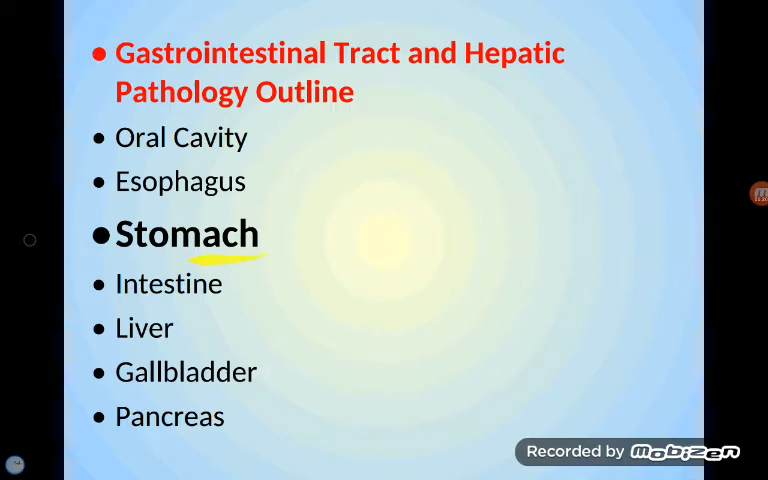 • Gastrointestinal Tract and Hepatic
Pathology Outline
• Oral Cavity
• Esophagus
• Stomach
• Intestine
• Liver
• Gallbladder
• Pancreas
Recorded by mobizen